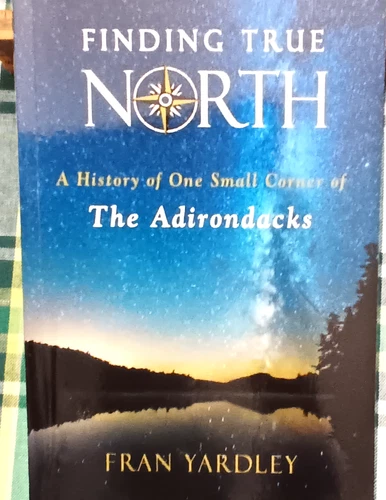 FINDING TRUE
NORTH
A History of One Small Corner of
The Adirondacks
FRAN YARDLEY